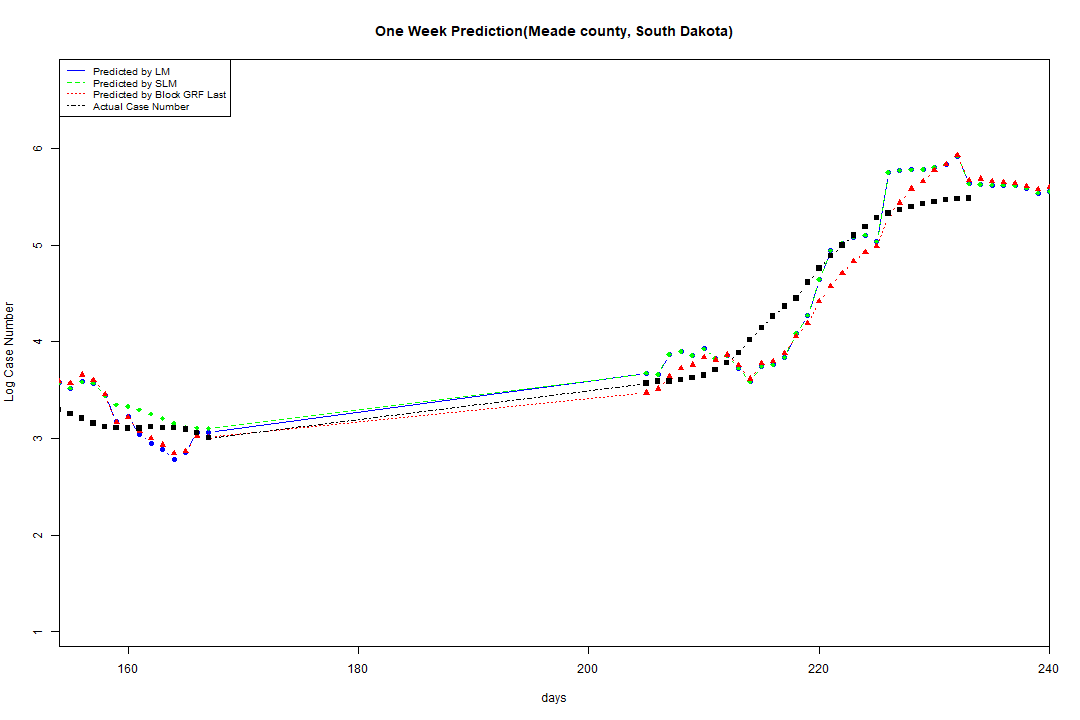 One Week Prediction(Meade county, South Dakota)
Predicted by LM
Predicted by SLM
Predicted by Block GRF Last
Actual Case Number
Log Case Number
6
5
4
3
2
1
160 180 200 220 240
days